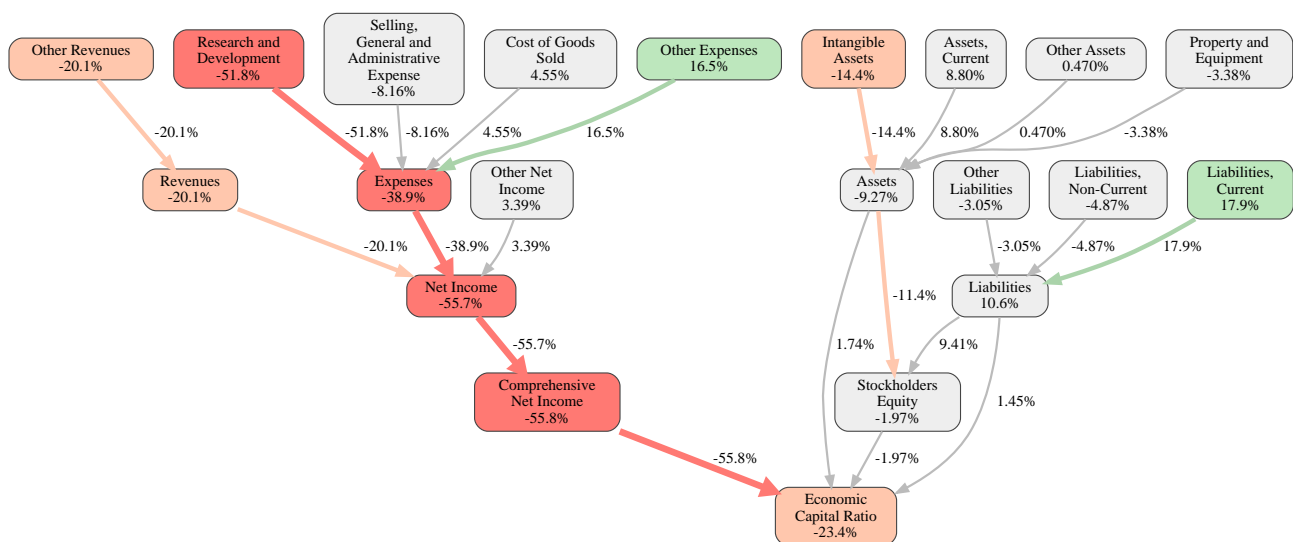 Other Revenues
-20.1%
Research and
Development
-51.8%
Selling,
General and
Administrative
Expense
-8.16%
Cost of Goods
Sold
4.55%
Other Expenses
16.5%
Intangible
Assets
-14.4%
Assets,
Current
8.80%
Other Assets
0.470%
Property and
Equipment
-3.38%
-20.1%
-51.8%
-8.16%
4.55%
16.5%
-14.4%
8.80%
0.470%
-3.38%
Revenues
-20.1%
Expenses
-38.9%
Other Net
Income
3.39%
Assets
-9.27%
Other
Liabilities
-3.05%
Liabilities,
Non-Current
-4.87%
Liabilities,
Current
17.9%
-20.1%
-38.9%
3.39%
-3.05%
-4.87%
17.9%
Net Income
-55.7%
-11.4%
Liabilities
10.6%
-55.7%
1.74%
9.41%
Comprehensive
Net Income
-55.8%
Stockholders
Equity
-1.97%
1.45%
-55.8%
-1.97%
Economic
Capital Ratio
-23.4%